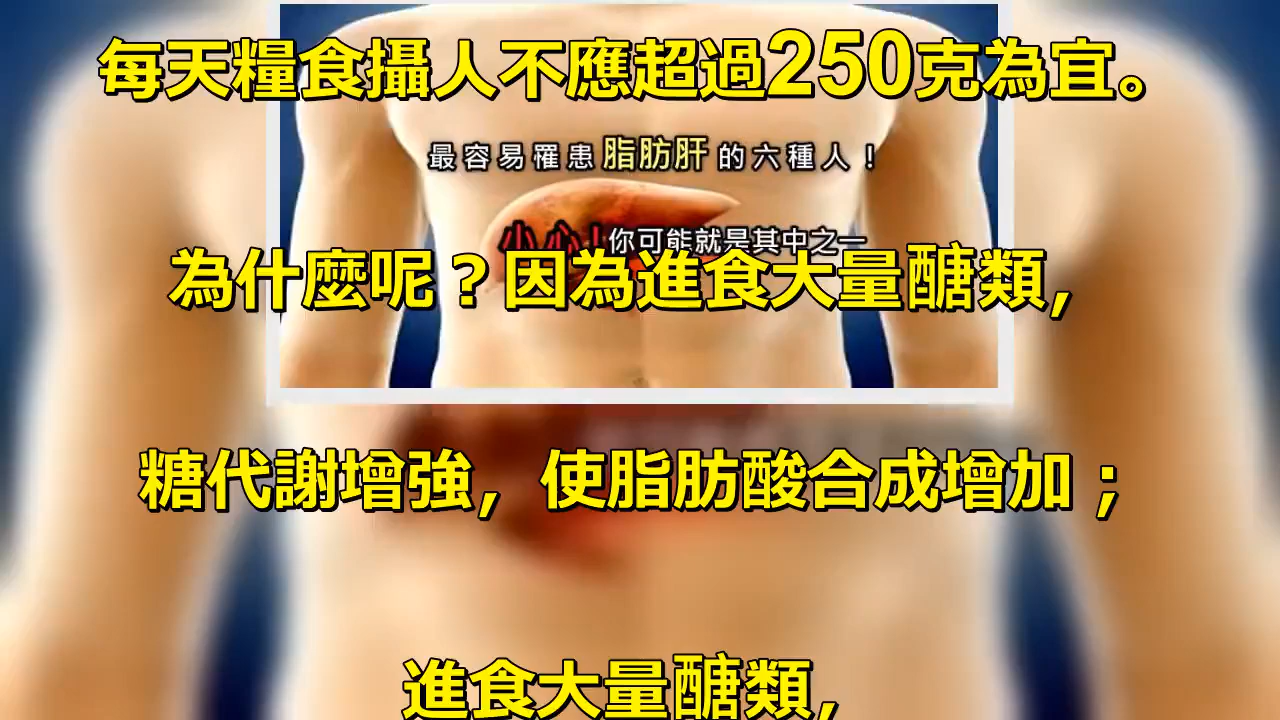 每天糧食攝人不應超過250克為宜。
最容易罹患脂肪肝的六種人！
小心!你可能就是其中之一
為什麼呢？因為進食大量醣類，
糖代謝增強，使脂肪酸合成增加；
進食大量醣類，